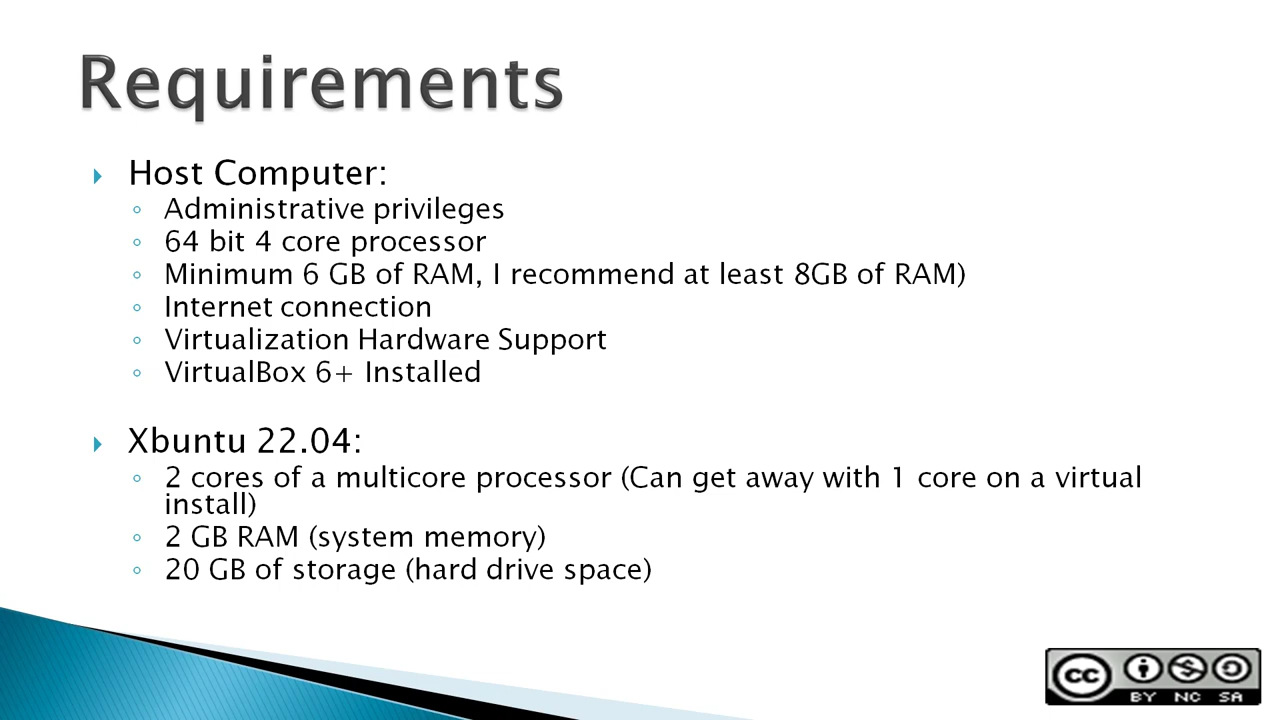 Requirements
Host Computer:
Administrative privileges
64 bit 4 core processor
Minimum 6 GB of RAM, I recommend at least 8GB of RAM)
Internet connection
Virtualization Hardware Support
VirtualBox 6+ Installed
Xbuntu 22.04:
2 cores of a multicore processor (Can get away with 1 core on a virtual
install)
2 GB RAM (system memory)
20 GB of storage (hard drive space)
cc
BY NC SA